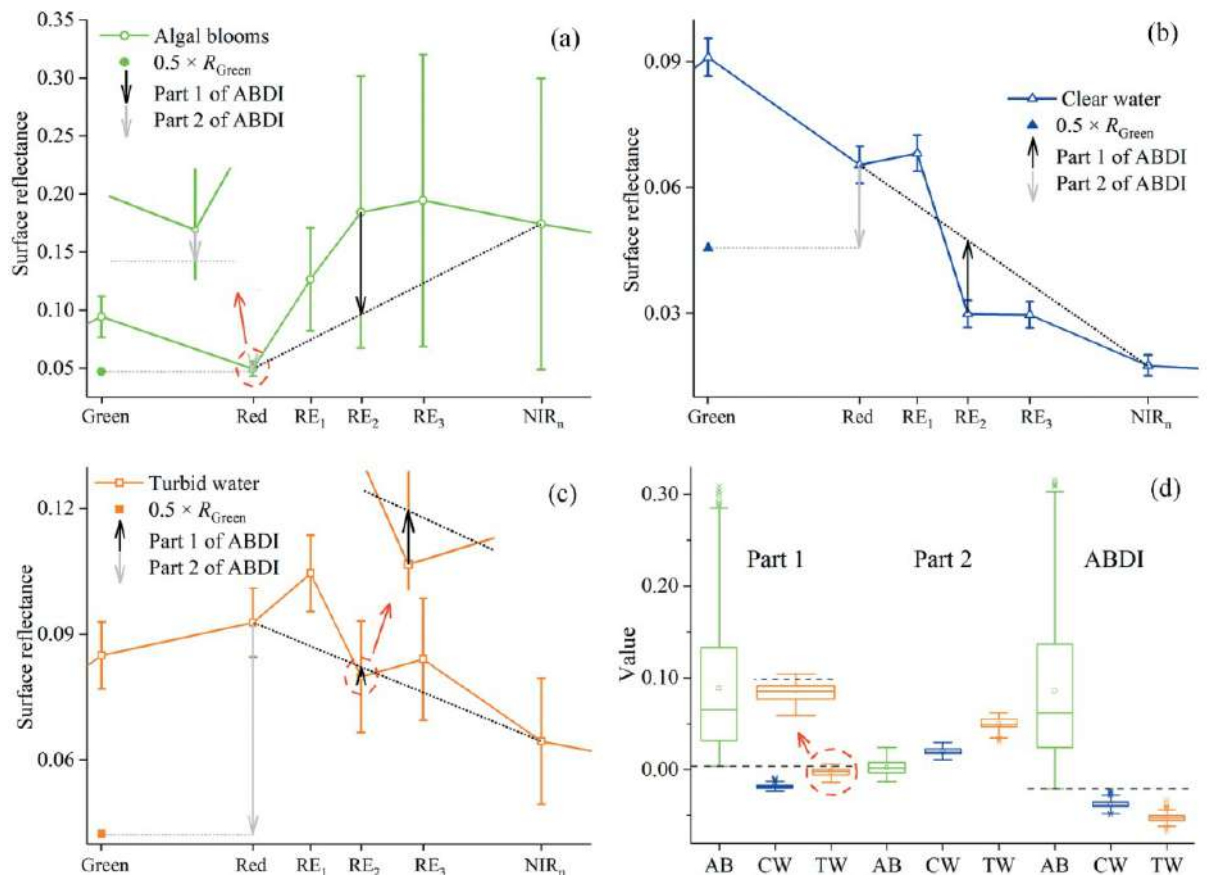 (a)
Algal blooms
0.5 × R_Green
Part 1 of ABDI
Part 2 of ABDI
Surface reflectance
0.35
0.30
0.25
0.20
0.15
0.10
0.05
Green Red RE₁ RE₂ RE₃ NIRₙ
(b)
Clear water
0.5 × R_Green
Part 1 of ABDI
Part 2 of ABDI
Surface reflectance
0.09
0.06
0.03
Green Red RE₁ RE₂ RE₃ NIRₙ
(c)
Turbid water
0.5 × R_Green
Part 1 of ABDI
Part 2 of ABDI
Surface reflectance
0.12
0.09
0.06
Green Red RE₁ RE₂ RE₃ NIRₙ
(d)
Part 1 Part 2 ABDI
Value
0.30
0.20
0.10
0.00
AB CW TW AB CW TW AB CW TW